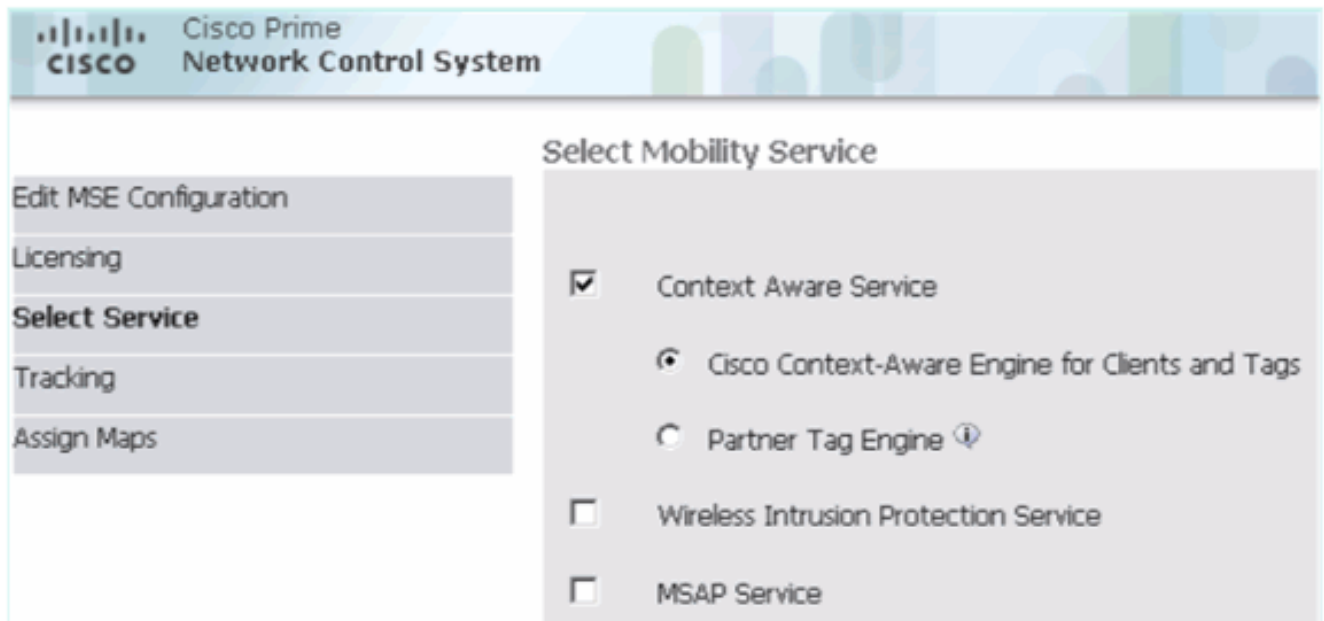 CISCO
Cisco Prime
Network Control System
Edit MSE Configuration
Licensing
Select Service
Tracking
Assign Maps
Select Mobility Service
Context Aware Service
Cisco Context-Aware Engine for Clients and Tags
Partner Tag Engine
Wireless Intrusion Protection Service
MSAP Service